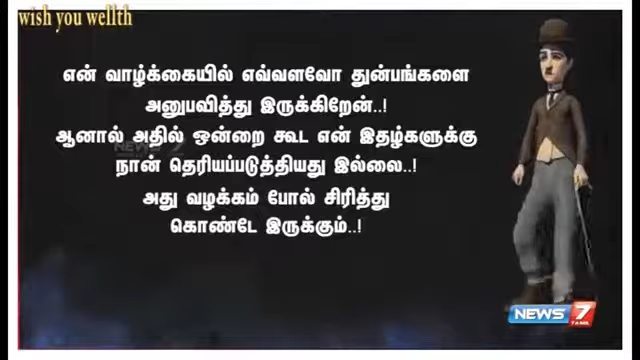 wish you wellth
என் வாழ்க்கையில் எவ்வளவோ துன்பங்களை
அனுபவித்து இருக்கிறேன்..!
ஆனால் அதில் ஒன்றை கூட என் இதழ்களுக்கு
நான் தெரியப்படுத்தியது இல்லை..!
அது வழக்கம் போல் சிரித்து
கொண்டே இருக்கும்..!
NEWS 7
TAMIL